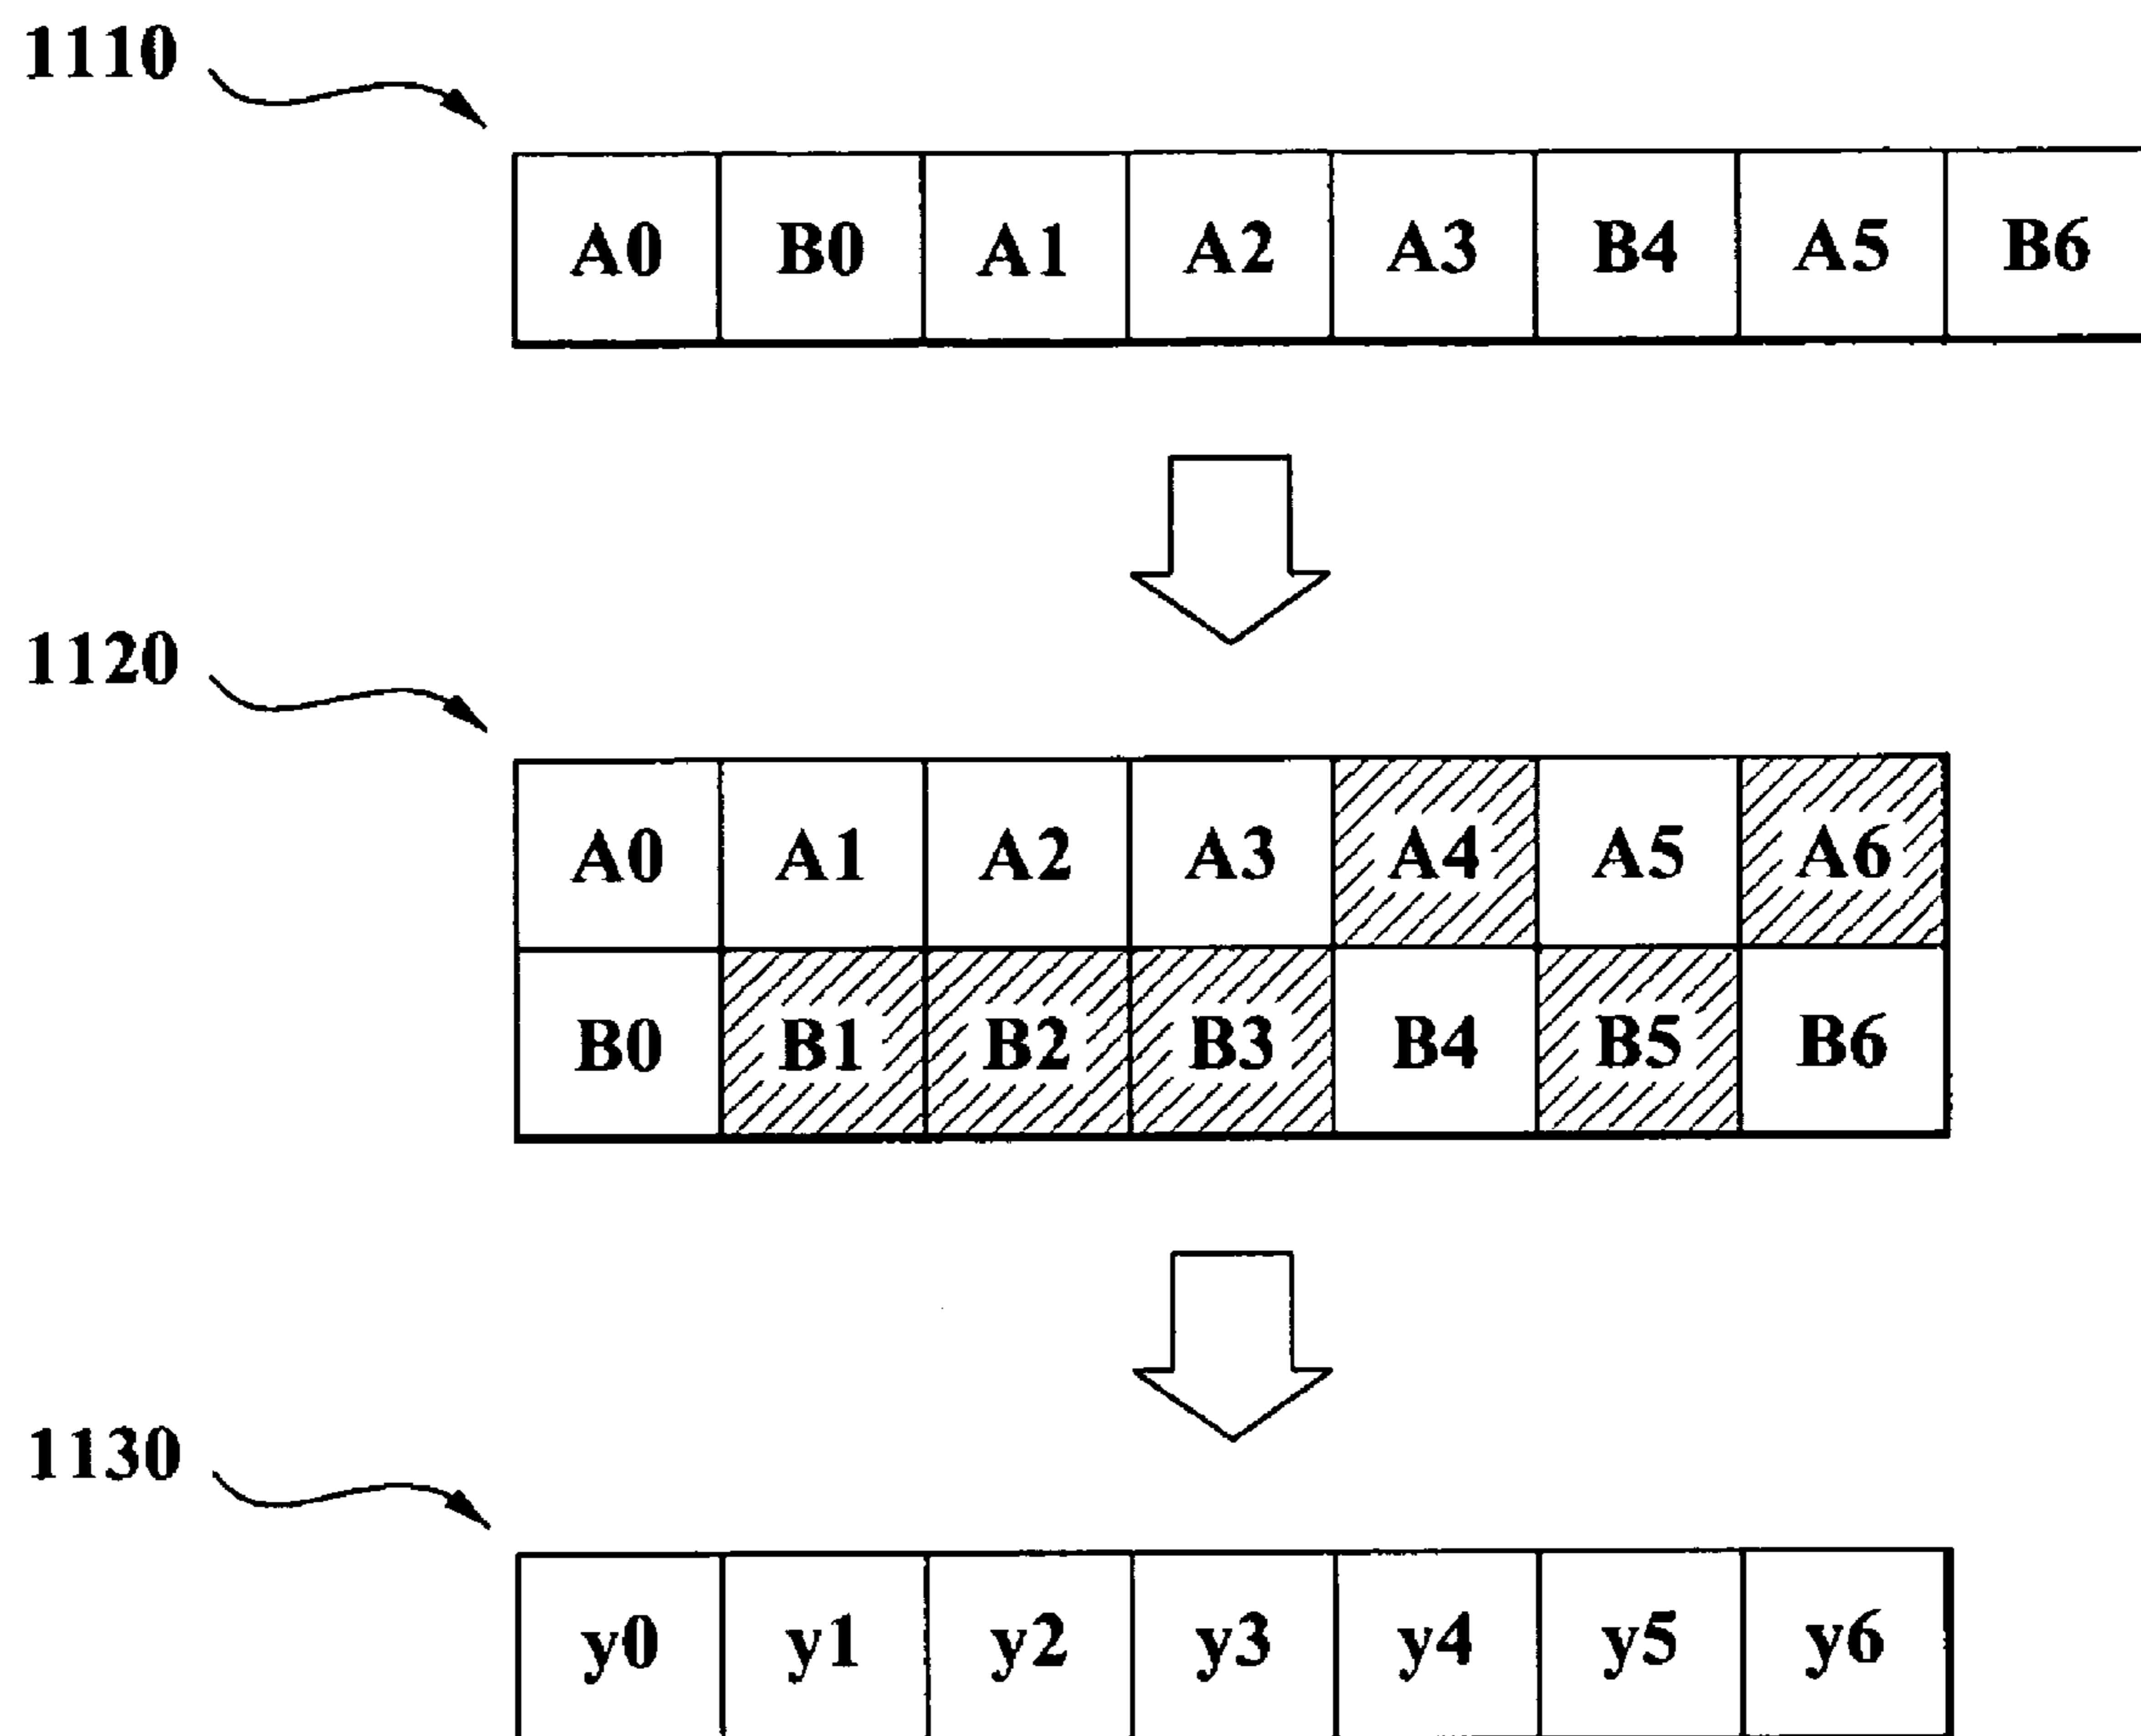 1110
A0 B0 A1 A2 A3 B4 A5 B6
1120
A0 A1 A2 A3 A4 A5 A6
B0 B1 B2 B3 B4 B5 B6
1130
y0 y1 y2 y3 y4 y5 y6